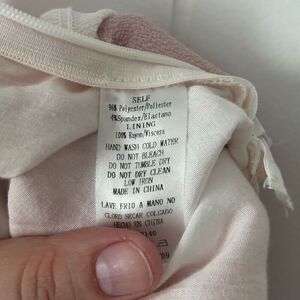 SELF
96% Polyester/Poliester
4%Spandex/Elastano
LINING
100% Rayon/Viscosa
HAND WASH COLD WATER
DO NOT BLEACH
DO NOT TUMBLE DRY
DO NOT DRY CLEAN
LOW IRON
MADE IN CHINA
LAVE FRIO A MANO NO
CLORO SECAR COLGADO
HECHO EN CHINA